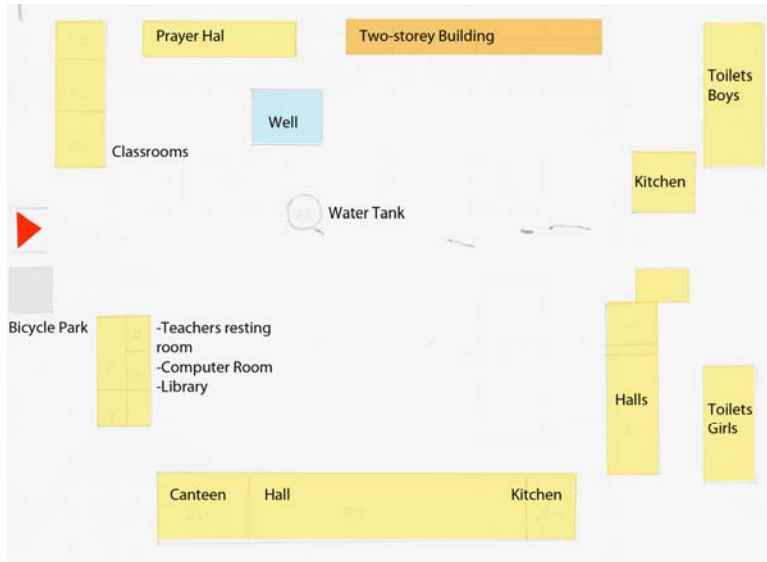 Prayer Hal
Two-storey Building
Toilets
Boys
Well
Classrooms
Kitchen
Water Tank
Bicycle Park
-Teachers resting
room
-Computer Room
-Library
Halls
Toilets
Girls
Canteen
Hall
Kitchen